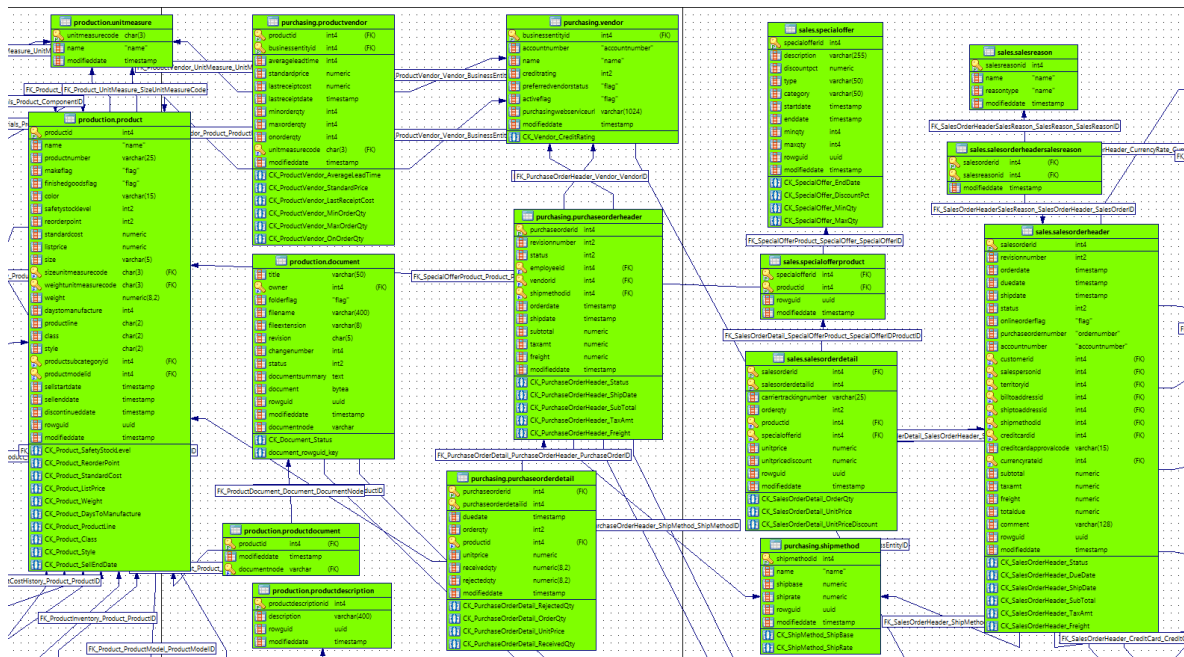 production.unitmeasure
unitmeasurecode char(3)
name "name"
modifieddate timestamp
FK_Product_UnitMeasure_SizeUnitMeasureCode
production.product
productid int4
name "name"
productnumber varchar(25)
makeflag "flag"
finishedgoodsflag "flag"
color varchar(15)
safetystocklevel int2
reorderpoint int2
standardcost numeric
listprice numeric
size varchar(5)
sizeunitmeasurecode char(3) (FK)
weightunitmeasurecode char(3) (FK)
weight numeric(8,2)
daystomanufacture int4
productline char(2)
class char(2)
style char(2)
productsubcategoryid int4 (FK)
productmodelid int4 (FK)
sellstartdate timestamp
sellenddate timestamp
discontinueddate timestamp
rowguid uuid
modifieddate timestamp
CK_Product_SafetyStockLevel
CK_Product_ReorderPoint
CK_Product_StandardCost
CK_Product_ListPrice
CK_Product_Weight
CK_Product_DaysToManufacture
CK_Product_ProductLine
CK_Product_Class
CK_Product_Style
CK_Product_SellEndDate
CostHistory_Product_ProductID
FK_ProductInventory_Product_ProductID
FK_Product_ProductModel_ProductModelID
purchasing.productvendor
productid int4 (FK)
businessentityid int4 (FK)
averageleadtime int4
standardprice numeric
lastreceiptcost numeric
lastreceiptdate timestamp
minorderqty int4
maxorderqty int4
onorderqty int4
unitmeasurecode char(3) (FK)
modifieddate timestamp
CK_ProductVendor_AverageLeadTime
CK_ProductVendor_StandardPrice
CK_ProductVendor_LastReceiptCost
CK_ProductVendor_MinOrderQty
CK_ProductVendor_MaxOrderQty
CK_ProductVendor_OnOrderQty
ProductVendor_Vendor_BusinessEntit
ProductVendor_Vendor_BusinessEntit
production.document
title varchar(50)
owner int4 (FK)
folderflag "flag"
filename varchar(400)
fileextension varchar(8)
revision char(5)
changenumber int4
status int2
documentsummary text
document bytea
rowguid uuid
modifieddate timestamp
documentnode varchar
CK_Document_Status
document_rowguid_key
FK_ProductDocument_Document_DocumentNode
production.productdocument
productid int4 (FK)
modifieddate timestamp
documentnode varchar (FK)
production.productdescription
productdescriptionid int4
description varchar(400)
rowguid uuid
modifieddate timestamp
purchasing.vendor
businessentityid int4 (FK)
accountnumber "accountnumber"
name "name"
creditrating int2
preferredvendorstatus "flag"
activeflag "flag"
purchasingwebserviceurl varchar(1024)
modifieddate timestamp
CK_Vendor_CreditRating
FK_PurchaseOrderHeader_Vendor_VendorID
purchasing.purchaseorderheader
purchaseorderid int4
revisionnumber int2
status int2
employeeid int4 (FK)
vendorid int4 (FK)
shipmethodid int4 (FK)
orderdate timestamp
shipdate timestamp
subtotal numeric
taxamt numeric
freight numeric
modifieddate timestamp
CK_PurchaseOrderHeader_Status
CK_PurchaseOrderHeader_ShipDate
CK_PurchaseOrderHeader_SubTotal
CK_PurchaseOrderHeader_TaxAmt
CK_PurchaseOrderHeader_Freight
FK_SpecialOfferProduct_Product_P
FK_PurchaseOrderDetail_PurchaseOrderHeader_PurchaseOrderID
purchasing.purchaseorderdetail
purchaseorderid int4 (FK)
purchaseorderdetailid int4
duedate timestamp
orderqty int2
productid int4 (FK)
unitprice numeric
receivedqty numeric(8,2)
rejectedqty numeric(8,2)
modifieddate timestamp
CK_PurchaseOrderDetail_RejectedQty
CK_PurchaseOrderDetail_OrderQty
CK_PurchaseOrderDetail_UnitPrice
CK_PurchaseOrderDetail_ReceivedQty
urchaseOrderHeader_ShipMethod_ShipMethodID
sales.specialoffer
specialofferid int4
description varchar(255)
discountpct numeric
type varchar(50)
category varchar(50)
startdate timestamp
enddate timestamp
minqty int4
maxqty int4
rowguid uuid
modifieddate timestamp
CK_SpecialOffer_EndDate
CK_SpecialOffer_DiscountPct
CK_SpecialOffer_MinQty
CK_SpecialOffer_MaxQty
FK_SpecialOfferProduct_SpecialOffer_SpecialOfferID
sales.specialofferproduct
specialofferid int4 (FK)
productid int4 (FK)
rowguid uuid
modifieddate timestamp
FK_SalesOrderDetail_SpecialOfferProduct_SpecialOfferIDProductID
sales.salesorderdetail
salesorderid int4 (FK)
salesorderdetailid int4
carriertrackingnumber varchar(25)
orderqty int2
productid int4 (FK)
specialofferid int4 (FK)
unitprice numeric
unitpricediscount numeric
rowguid uuid
modifieddate timestamp
CK_SalesOrderDetail_OrderQty
CK_SalesOrderDetail_UnitPrice
CK_SalesOrderDetail_UnitPriceDiscount
purchasing.shipmethod
shipmethodid int4
name "name"
shipbase numeric
shiprate numeric
rowguid uuid
modifieddate timestamp
CK_ShipMethod_ShipBase
CK_ShipMethod_ShipRate
sales.salesreason
salesreasonid int4
name "name"
reasontype "name"
modifieddate timestamp
FK_SalesOrderHeaderSalesReason_SalesReason_SalesReasonID
sales.salesorderheadersalesreason
salesorderid int4 (FK)
salesreasonid int4 (FK)
modifieddate timestamp
FK_SalesOrderHeaderSalesReason_SalesOrderHeader_SalesOrderID
sales.salesorderheader
salesorderid int4
revisionnumber int2
orderdate timestamp
duedate timestamp
shipdate timestamp
status int2
onlineorderflag "flag"
purchaseordernumber "ordernumber"
accountnumber "accountnumber"
customerid int4 (FK)
salespersonid int4 (FK)
territoryid int4 (FK)
billtoaddressid int4 (FK)
shiptoaddressid int4 (FK)
shipmethodid int4 (FK)
creditcardid int4 (FK)
creditcardapprovalcode varchar(15)
currencyrateid int4 (FK)
subtotal numeric
taxamt numeric
freight numeric
totaldue numeric
comment varchar(128)
rowguid uuid
modifieddate timestamp
CK_SalesOrderHeader_Status
CK_SalesOrderHeader_DueDate
CK_SalesOrderHeader_ShipDate
CK_SalesOrderHeader_SubTotal
CK_SalesOrderHeader_TaxAmt
CK_SalesOrderHeader_Freight
FK_SalesOrderHeader_ShipMetho
FK_SalesOrderHeader_CreditCard_CreditC